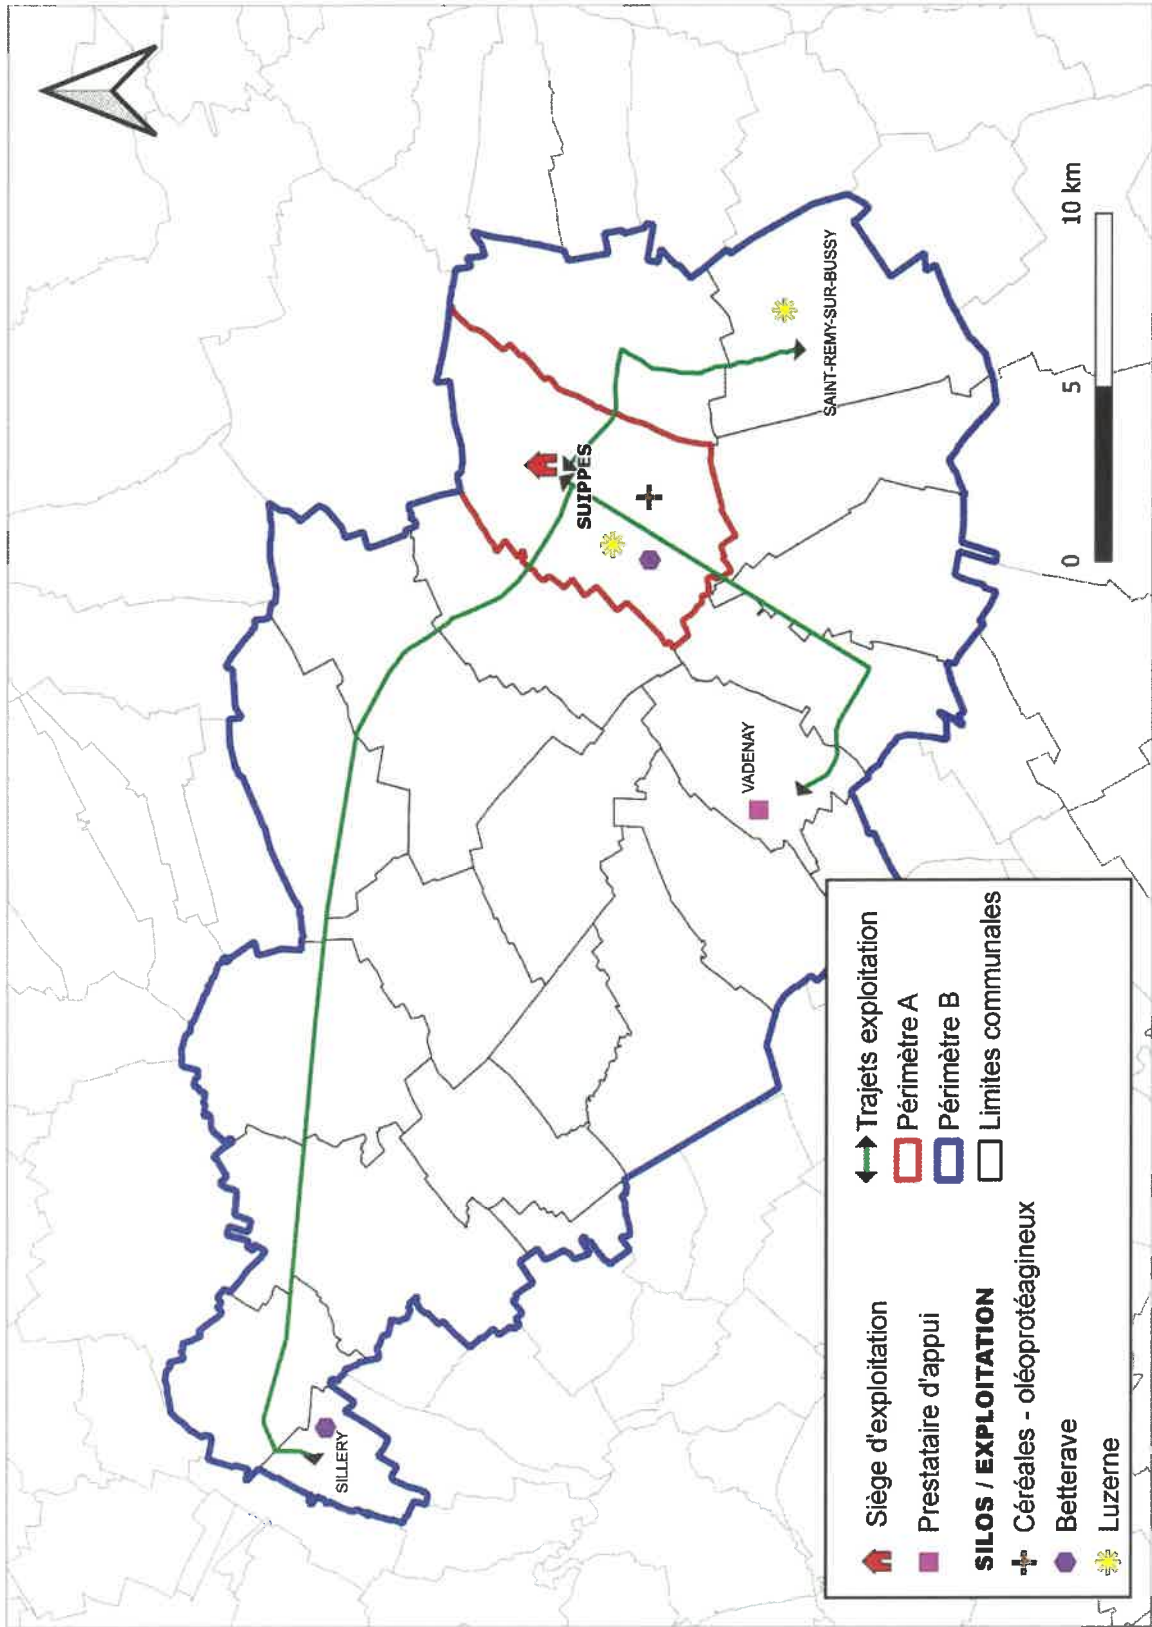 SILLERY
VADENAY
SUIPPES
SAINT-REMY-SUR-BUSSY
0 5 10 km
Siège d'exploitation
Prestataire d'appui
SILOS / EXPLOITATION
Céréales - oléoprotéagineux
Betterave
Luzerne
Trajets exploitation
Périmètre A
Périmètre B
Limites communales